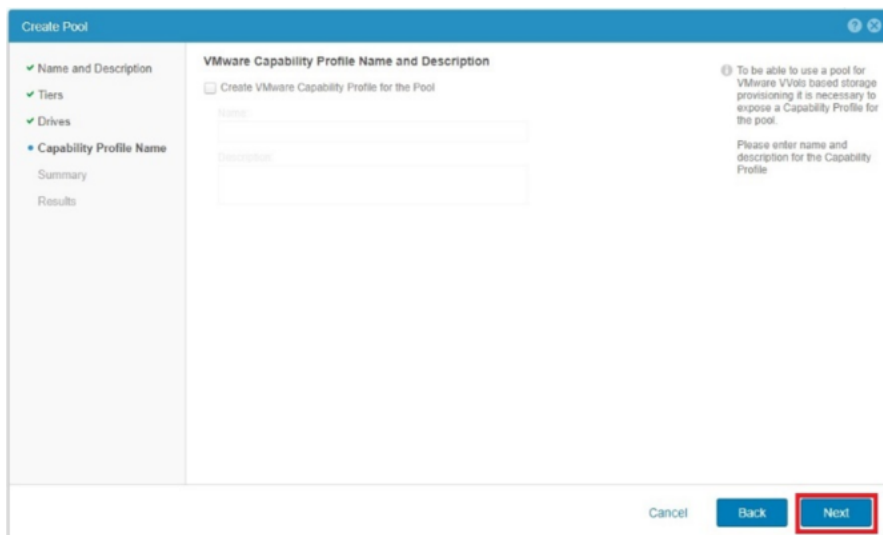 Create Pool
Name and Description
Tiers
Drives
Capability Profile Name
Summary
Results
VMware Capability Profile Name and Description
Create VMware Capability Profile for the Pool
Name:
Description:
To be able to use a pool for
VMware VVols based storage
provisioning it is necessary to
expose a Capability Profile for
the pool.
Please enter name and
description for the Capability
Profile
Cancel
Back
Next